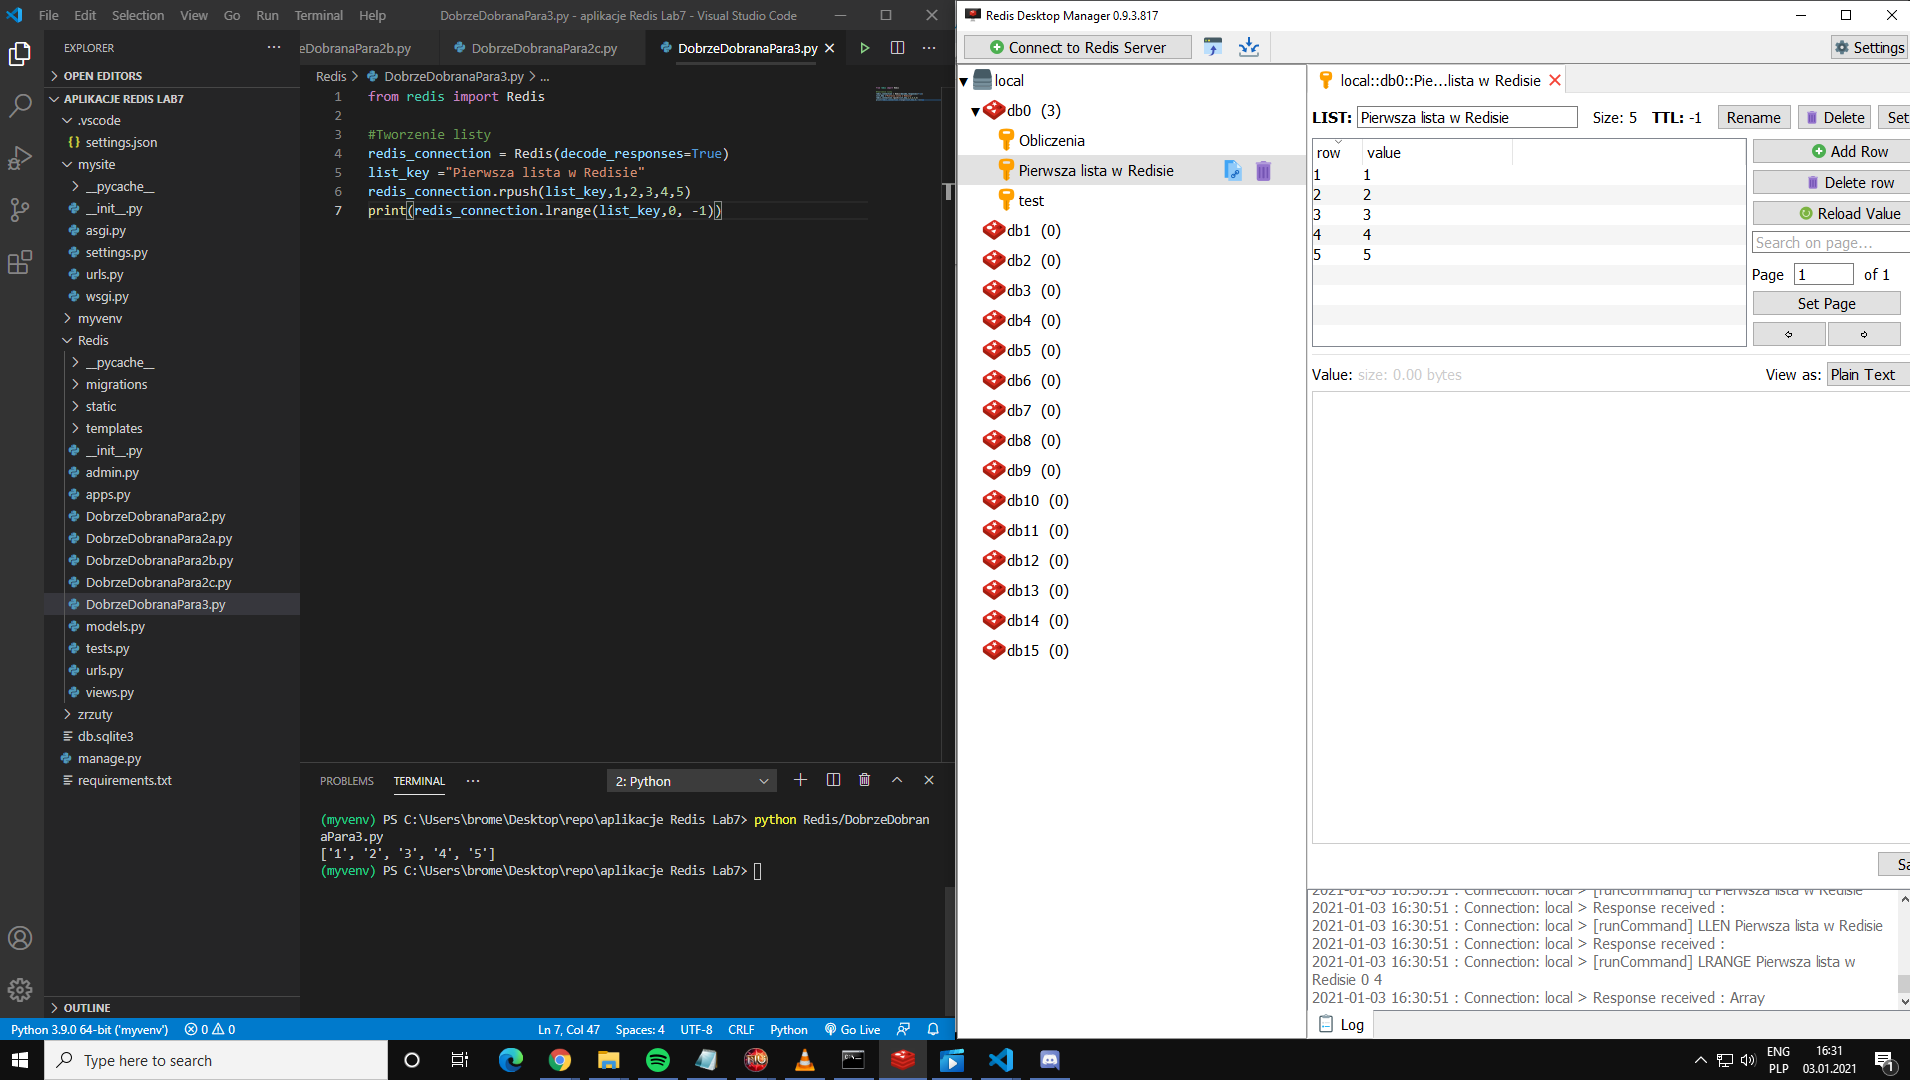 File Edit Selection View Go Run Terminal Help DobrzeDobranaPara3.py - aplikacje Redis Lab7 - Visual Studio Code
EXPLORER
OPEN EDITORS
APLIKACJE REDIS LAB7
.vscode
{} settings.json
mysite
__pycache__
__init__.py
asgi.py
settings.py
urls.py
wsgi.py
myvenv
Redis
__pycache__
migrations
static
templates
__init__.py
admin.py
apps.py
DobrzeDobranaPara2.py
DobrzeDobranaPara2a.py
DobrzeDobranaPara2b.py
DobrzeDobranaPara2c.py
DobrzeDobranaPara3.py
models.py
tests.py
urls.py
views.py
zrzuty
db.sqlite3
manage.py
requirements.txt
OUTLINE
eDobranaPara2b.py DobrzeDobranaPara2c.py DobrzeDobranaPara3.py
Redis > DobrzeDobranaPara3.py > ...
1 from redis import Redis
2
3 #Tworzenie listy
4 redis_connection = Redis(decode_responses=True)
5 list_key ="Pierwsza lista w Redisie"
6 redis_connection.rpush(list_key,1,2,3,4,5)
7 print(redis_connection.lrange(list_key,0, -1))
PROBLEMS TERMINAL ... 2: Python
(myvenv) PS C:\Users\brome\Desktop\repo\aplikacje Redis Lab7> python Redis/DobrzeDobran
aPara3.py
['1', '2', '3', '4', '5']
(myvenv) PS C:\Users\brome\Desktop\repo\aplikacje Redis Lab7>
Python 3.9.0 64-bit ('myvenv') 0 0 Ln 7, Col 47 Spaces: 4 UTF-8 CRLF Python Go Live
Redis Desktop Manager 0.9.3.817
Connect to Redis Server Settings
local
db0 (3)
Obliczenia
Pierwsza lista w Redisie
test
db1 (0)
db2 (0)
db3 (0)
db4 (0)
db5 (0)
db6 (0)
db7 (0)
db8 (0)
db9 (0)
db10 (0)
db11 (0)
db12 (0)
db13 (0)
db14 (0)
db15 (0)
local::db0::Pie...lista w Redisie
LIST: Pierwsza lista w Redisie Size: 5 TTL: -1 Rename Delete Set
row value
1 1
2 2
3 3
4 4
5 5
Add Row
Delete row
Reload Value
Search on page...
Page 1 of 1
Set Page
Value: size: 0.00 bytes View as: Plain Text
Sa
2021-01-03 16:30:51 : Connection: local > [runCommand] ttl Pierwsza lista w Redisie
2021-01-03 16:30:51 : Connection: local > Response received :
2021-01-03 16:30:51 : Connection: local > [runCommand] LLEN Pierwsza lista w Redisie
2021-01-03 16:30:51 : Connection: local > Response received :
2021-01-03 16:30:51 : Connection: local > [runCommand] LRANGE Pierwsza lista w
Redisie 0 4
2021-01-03 16:30:51 : Connection: local > Response received : Array
Log
Type here to search
ENG
PLP
16:31
03.01.2021
1